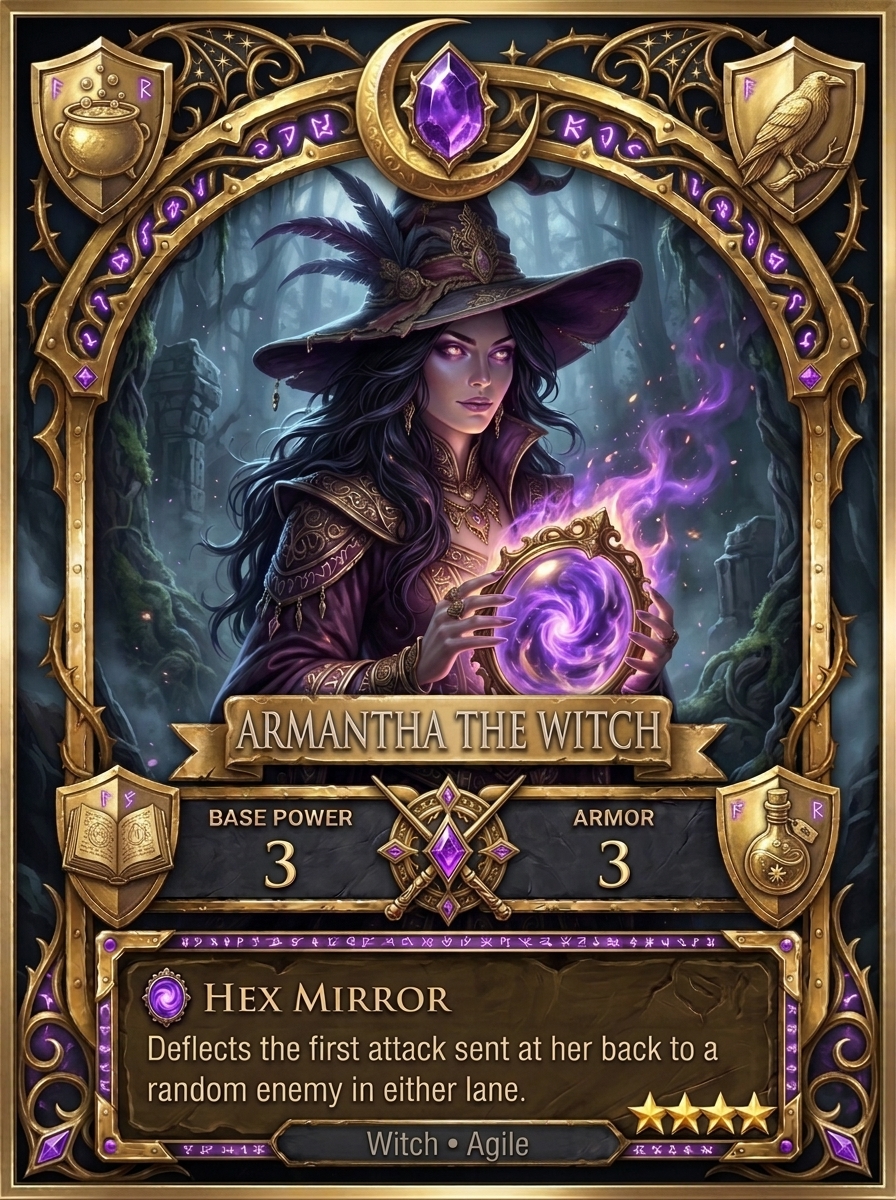 ARMANTHA THE WITCH
BASE POWER
3
ARMOR
3
HEX MIRROR
Deflects the first attack sent at her back to a
random enemy in either lane.
Witch • Agile